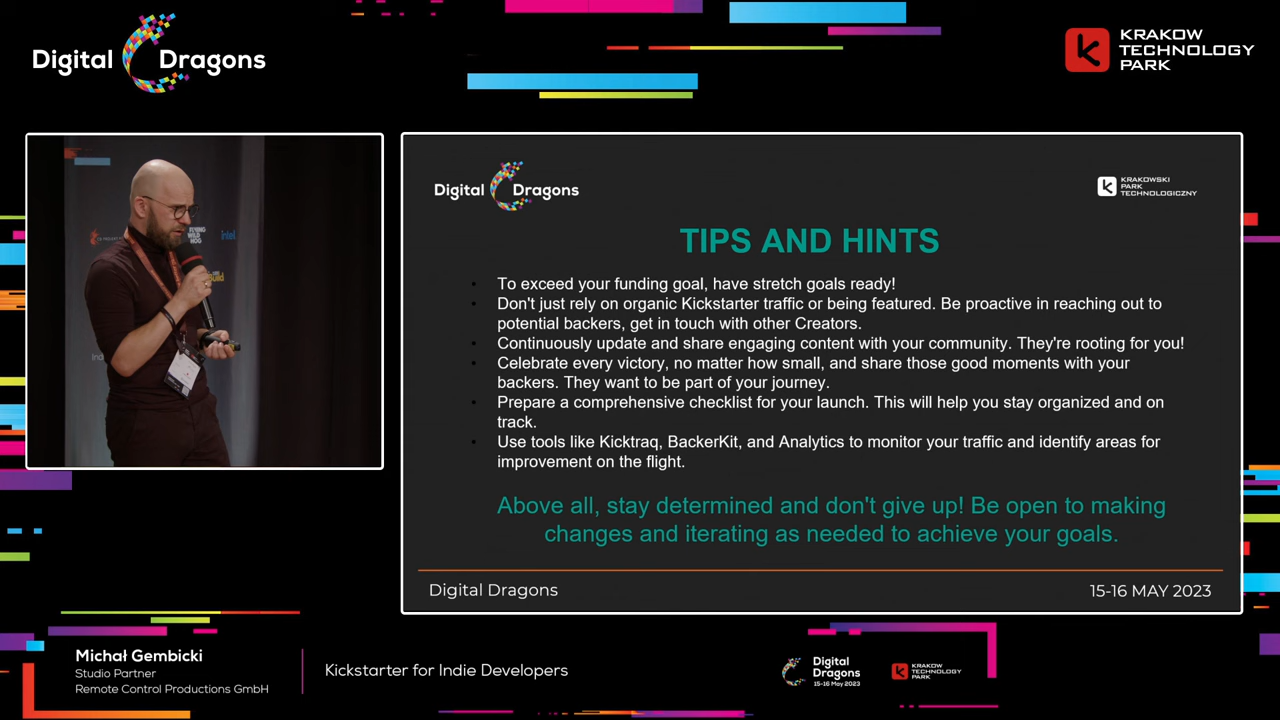 Digital Dragons
KRAKOW
TECHNOLOGY
PARK
FLYING
WILD
HOG
intel
Digital Dragons
KRAKOWSKI
PARK
TECHNOLOGICZNY
TIPS AND HINTS
To exceed your funding goal, have stretch goals ready!
Don't just rely on organic Kickstarter traffic or being featured. Be proactive in reaching out to
potential backers, get in touch with other Creators.
Continuously update and share engaging content with your community. They're rooting for you!
Celebrate every victory, no matter how small, and share those good moments with your
backers. They want to be part of your journey.
Prepare a comprehensive checklist for your launch. This will help you stay organized and on
track.
Use tools like Kicktraq, BackerKit, and Analytics to monitor your traffic and identify areas for
improvement on the flight.
Above all, stay determined and don't give up! Be open to making
changes and iterating as needed to achieve your goals.
Digital Dragons
15-16 MAY 2023
Michał Gembicki
Studio Partner
Remote Control Productions GmbH
Kickstarter for Indie Developers
Digital
Dragons
15-16 May 2023
KRAKOW
TECHNOLOGY
PARK